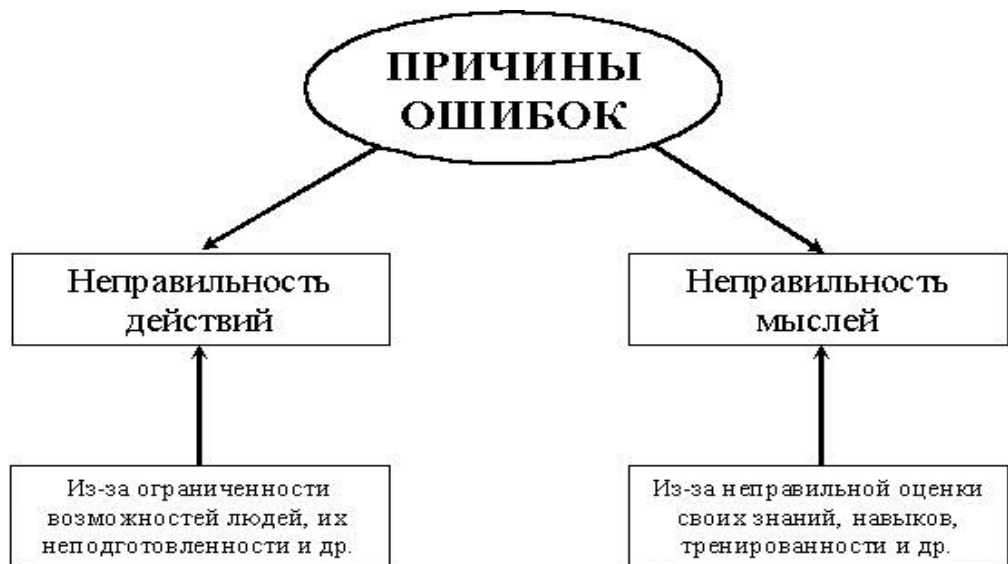 ПРИЧИНЫ
ОШИБОК
Неправильность
действий
Неправильность
мыслей
Из-за ограниченности
возможностей людей, их
неподготовленности и др.
Из-за неправильной оценки
своих знаний, навыков,
тренированности и др.